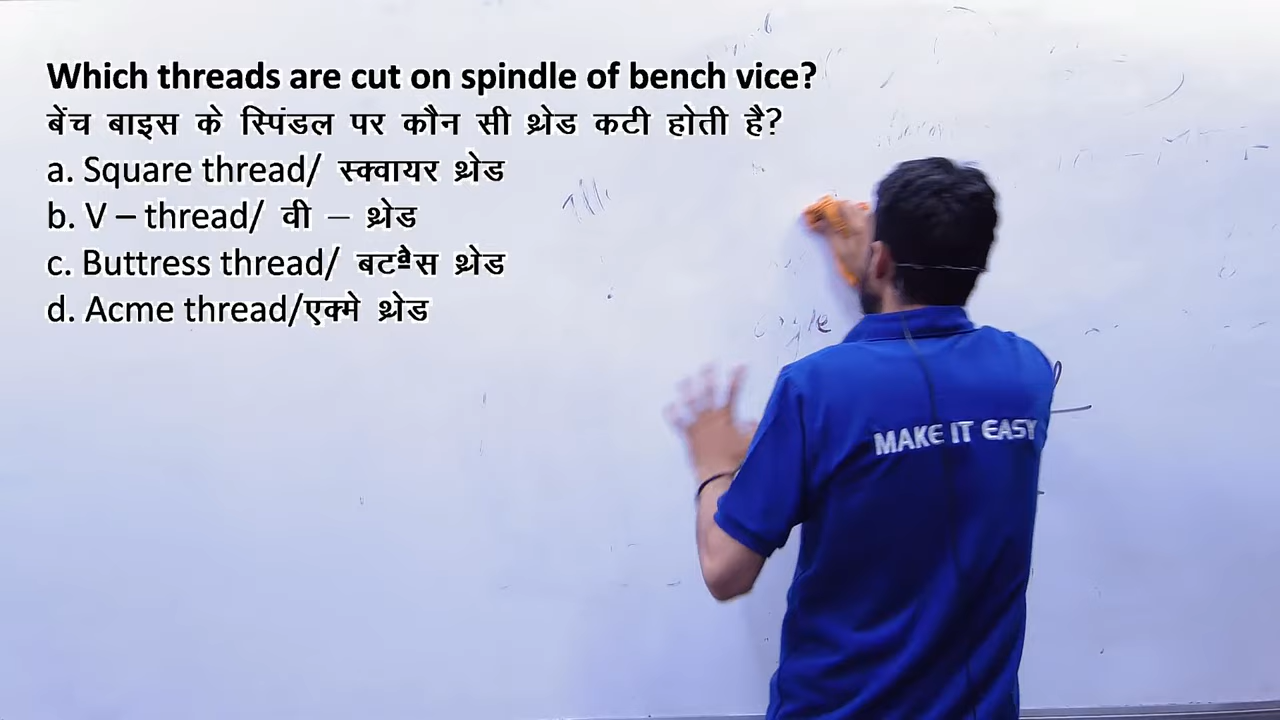 Which threads are cut on spindle of bench vice?
बेंच बाइस के स्पिंडल पर कौन सी थ्रेड कटी होती है?
a. Square thread/ स्क्वायर थ्रेड
b. V – thread/ वी – थ्रेड
c. Buttress thread/ बटªस थ्रेड
d. Acme thread/एक्मे थ्रेड
MAKE IT EASY